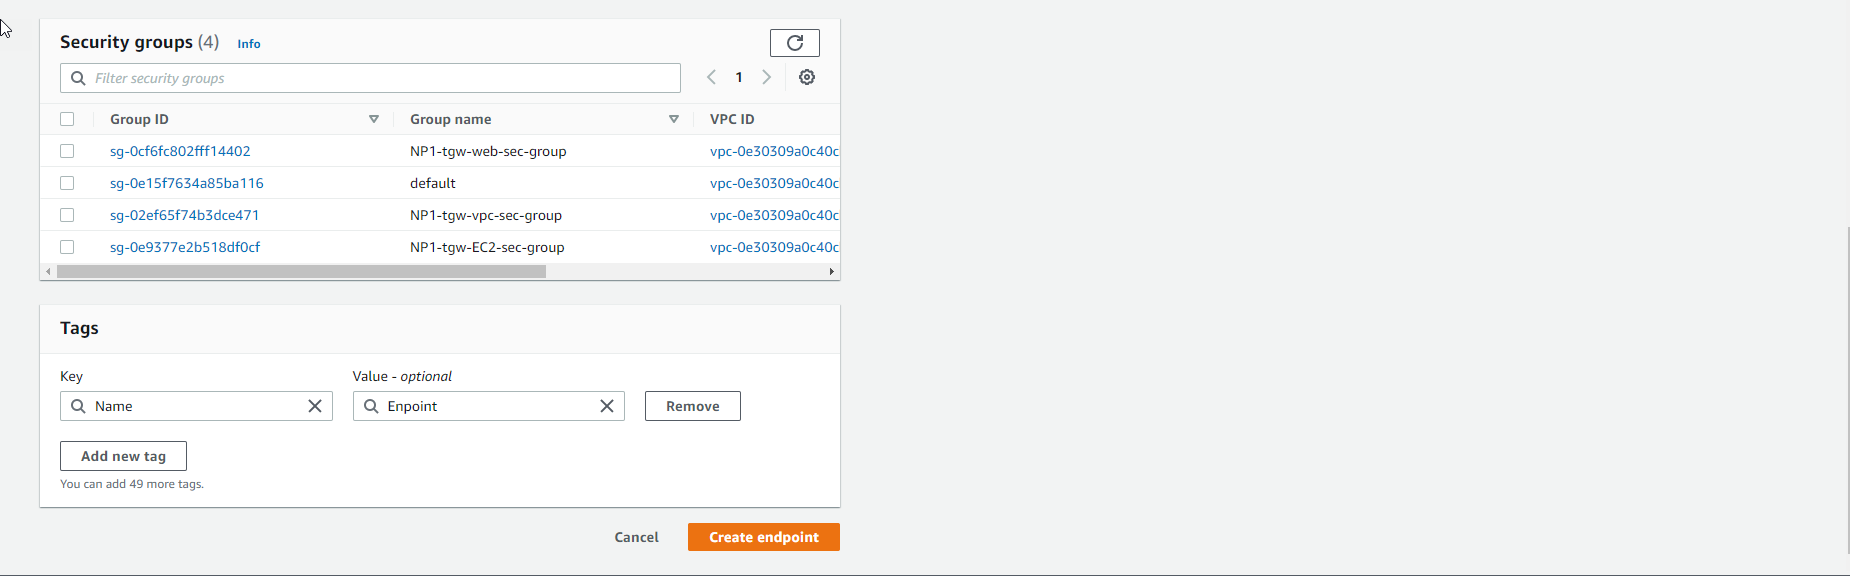 Security groups (4) Info
Filter security groups
1
Group ID Group name VPC ID
sg-0cf6fc802fff14402 NP1-tgw-web-sec-group vpc-0e30309a0c40c
sg-0e15f7634a85ba116 default vpc-0e30309a0c40c
sg-02ef65f74b3dce471 NP1-tgw-vpc-sec-group vpc-0e30309a0c40c
sg-0e9377e2b518df0cf NP1-tgw-EC2-sec-group vpc-0e30309a0c40c
Tags
Key Value - optional
Name Enpoint Remove
Add new tag
You can add 49 more tags.
Cancel Create endpoint